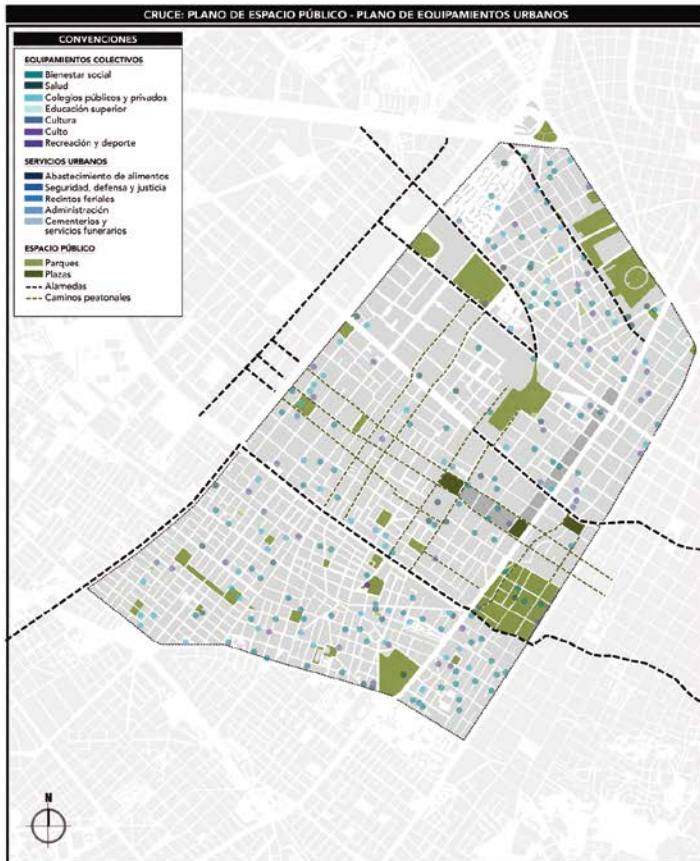 CRUCE: PLANO DE ESPACIO PÚBLICO - PLANO DE EQUIPAMIENTOS URBANOS
CONVENCIONES
EQUIPAMIENTOS COLECTIVOS
Bienestar social
Salud
Colegios públicos y privados
Educación superior
Cultura
Culto
Recreación y deporte
SERVICIOS URBANOS
Abastecimiento de alimentos
Seguridad, defensa y justicia
Recintos feriales
Administración
Cementerios y
servicios funerarios
ESPACIO PÚBLICO
Parques
Plazas
Alamedas
Caminos peatonales
N